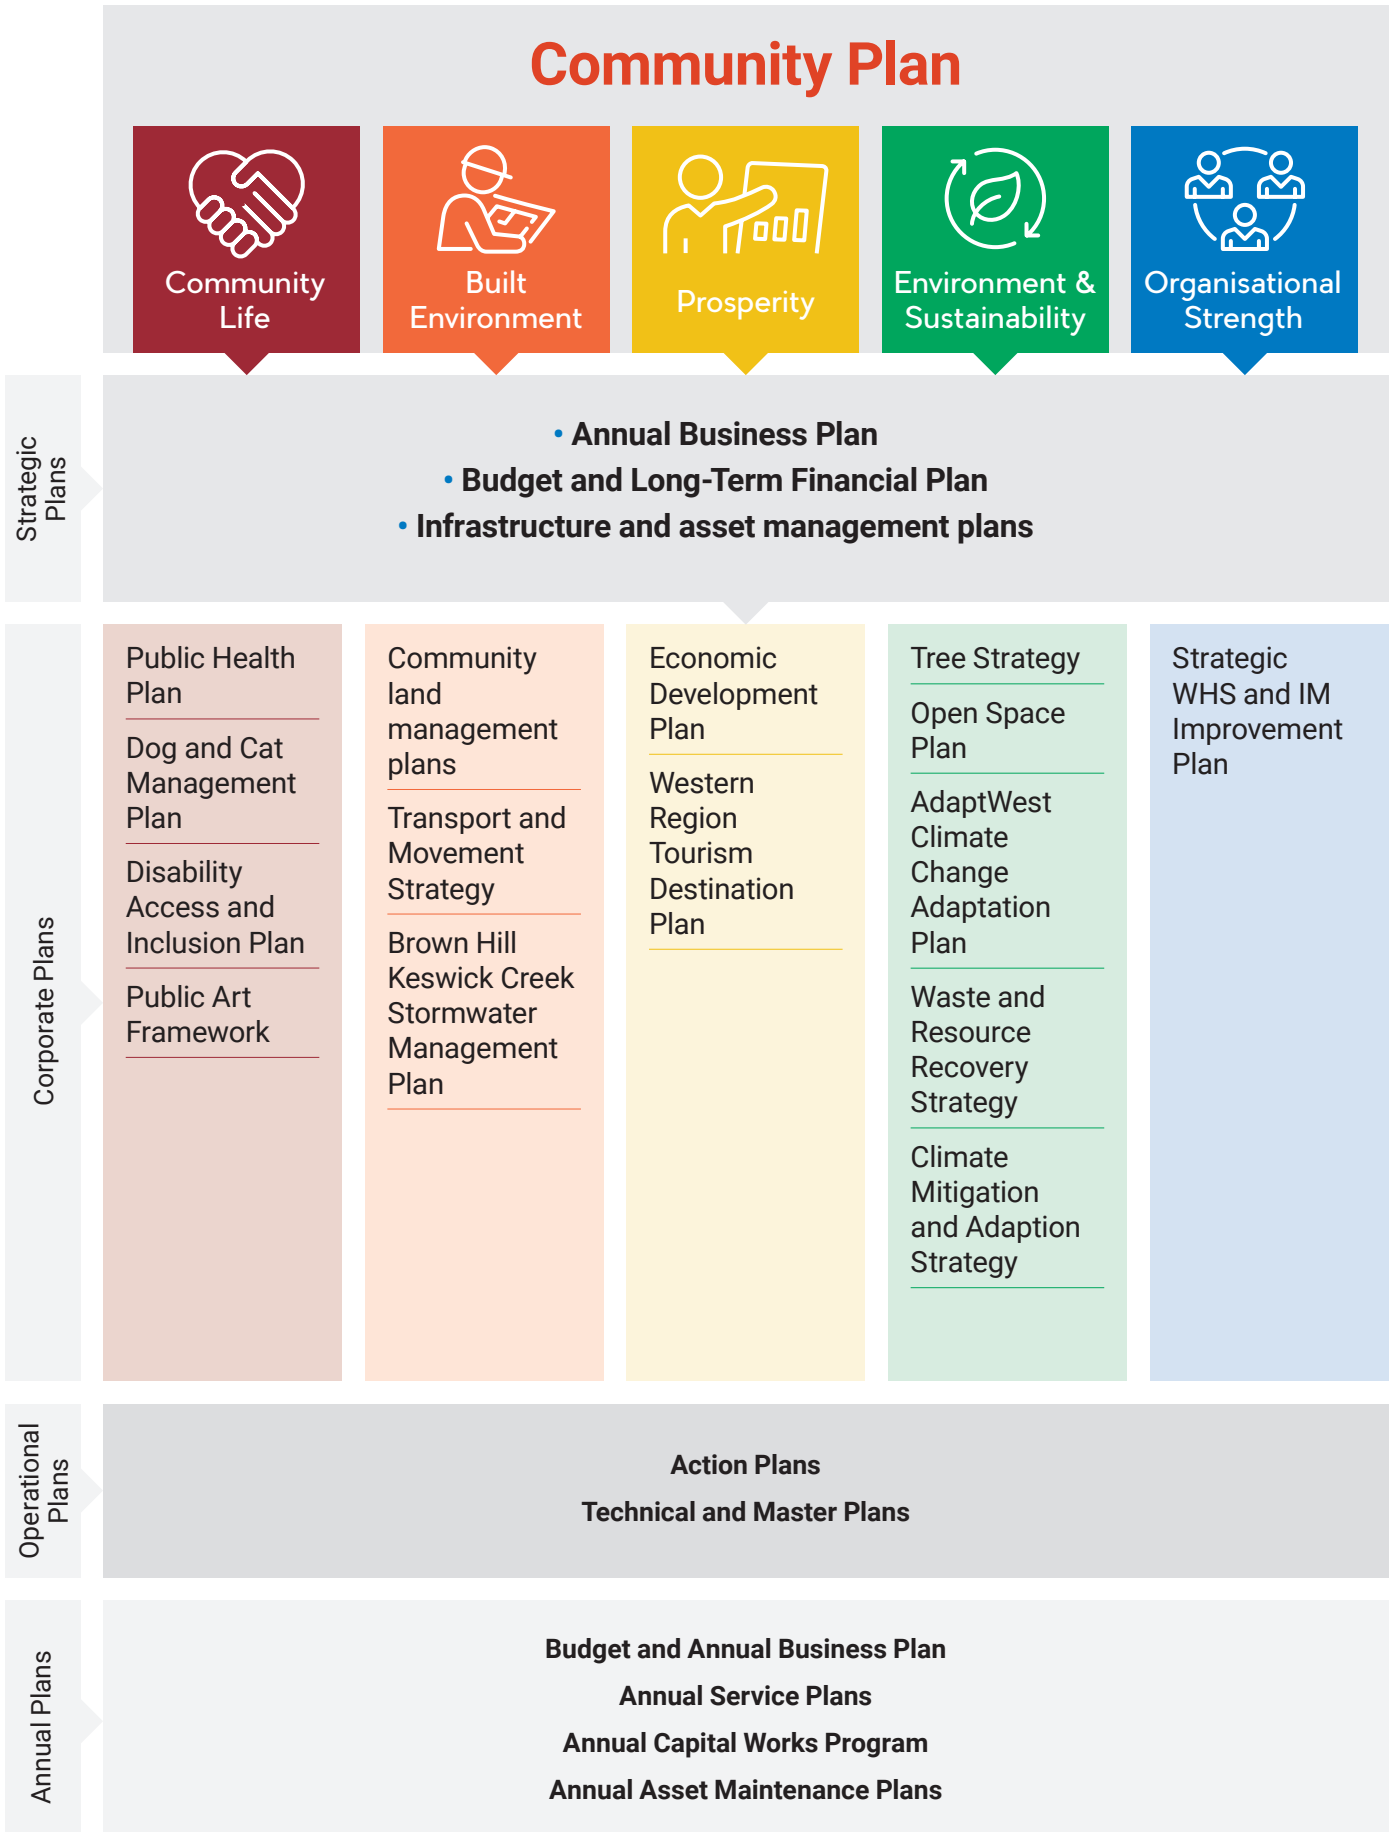 Community Plan
Community
Life
Built
Environment
Prosperity
Environment &
Sustainability
Organisational
Strength
Strategic
Plans
• Annual Business Plan
• Budget and Long-Term Financial Plan
• Infrastructure and asset management plans
Corporate Plans
Public Health
Plan
Dog and Cat
Management
Plan
Disability
Access and
Inclusion Plan
Public Art
Framework
Community
land
management
plans
Transport and
Movement
Strategy
Brown Hill
Keswick Creek
Stormwater
Management
Plan
Economic
Development
Plan
Western
Region
Tourism
Destination
Plan
Tree Strategy
Open Space
Plan
AdaptWest
Climate
Change
Adaptation
Plan
Waste and
Resource
Recovery
Strategy
Climate
Mitigation
and Adaption
Strategy
Strategic
WHS and IM
Improvement
Plan
Operational
Plans
Action Plans
Technical and Master Plans
Annual Plans
Budget and Annual Business Plan
Annual Service Plans
Annual Capital Works Program
Annual Asset Maintenance Plans